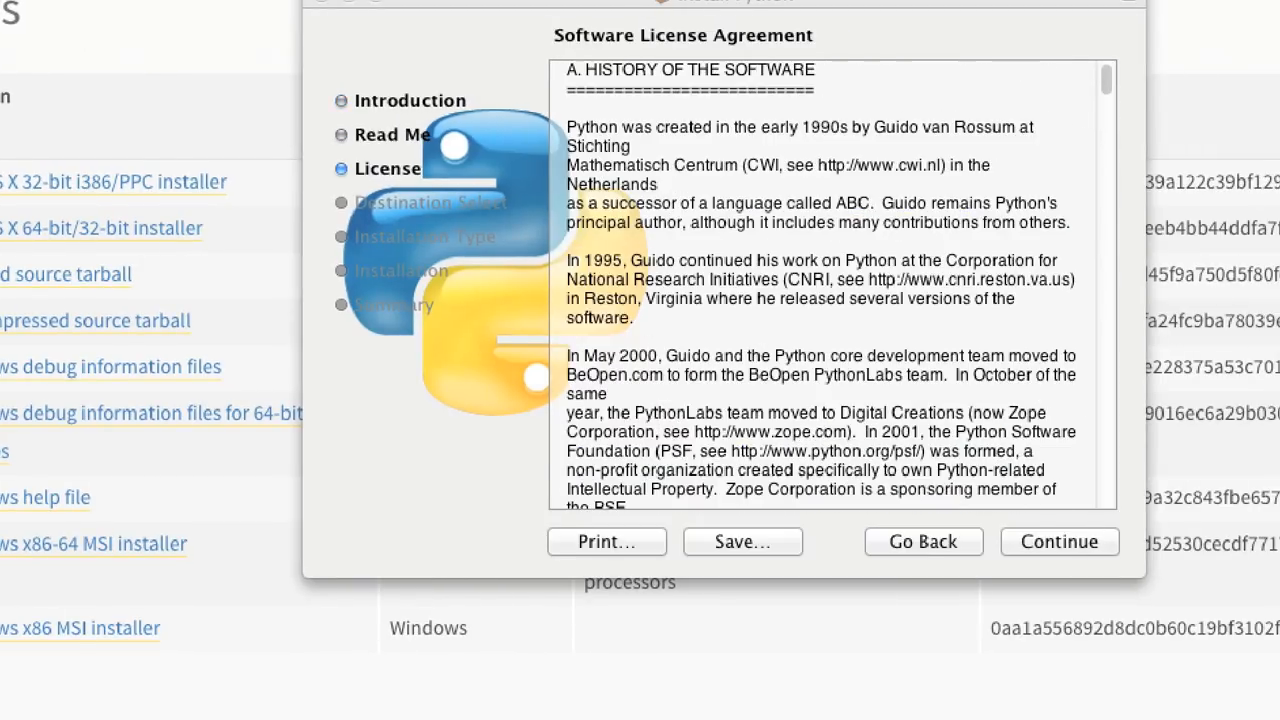 s
n
S X 32-bit i386/PPC installer
S X 64-bit/32-bit installer
d source tarball
mpressed source tarball
ws debug information files
ws debug information files for 64-bit
es
ws help file
ws x86-64 MSI installer
ws x86 MSI installer
Windows
processors
Install Python
Software License Agreement
Introduction
Read Me
License
Destination Select
Installation Type
Installation
Summary
A. HISTORY OF THE SOFTWARE
==========================
Python was created in the early 1990s by Guido van Rossum at
Stichting
Mathematisch Centrum (CWI, see http://www.cwi.nl) in the
Netherlands
as a successor of a language called ABC.  Guido remains Python's
principal author, although it includes many contributions from others.
In 1995, Guido continued his work on Python at the Corporation for
National Research Initiatives (CNRI, see http://www.cnri.reston.va.us)
in Reston, Virginia where he released several versions of the
software.
In May 2000, Guido and the Python core development team moved to
BeOpen.com to form the BeOpen PythonLabs team.  In October of the
same
year, the PythonLabs team moved to Digital Creations (now Zope
Corporation, see http://www.zope.com).  In 2001, the Python Software
Foundation (PSF, see http://www.python.org/psf/) was formed, a
non-profit organization created specifically to own Python-related
Intellectual Property.  Zope Corporation is a sponsoring member of
the PSF.
Print...
Save...
Go Back
Continue
39a122c39bf129
eeb4bb44ddfa7f
45f9a750d5f80f
fa24fc9ba78039e
e228375a53c701
9016ec6a29b030
9a32c843fbe657
d52530cecdf7717
0aa1a556892d8dc0b60c19bf3102f